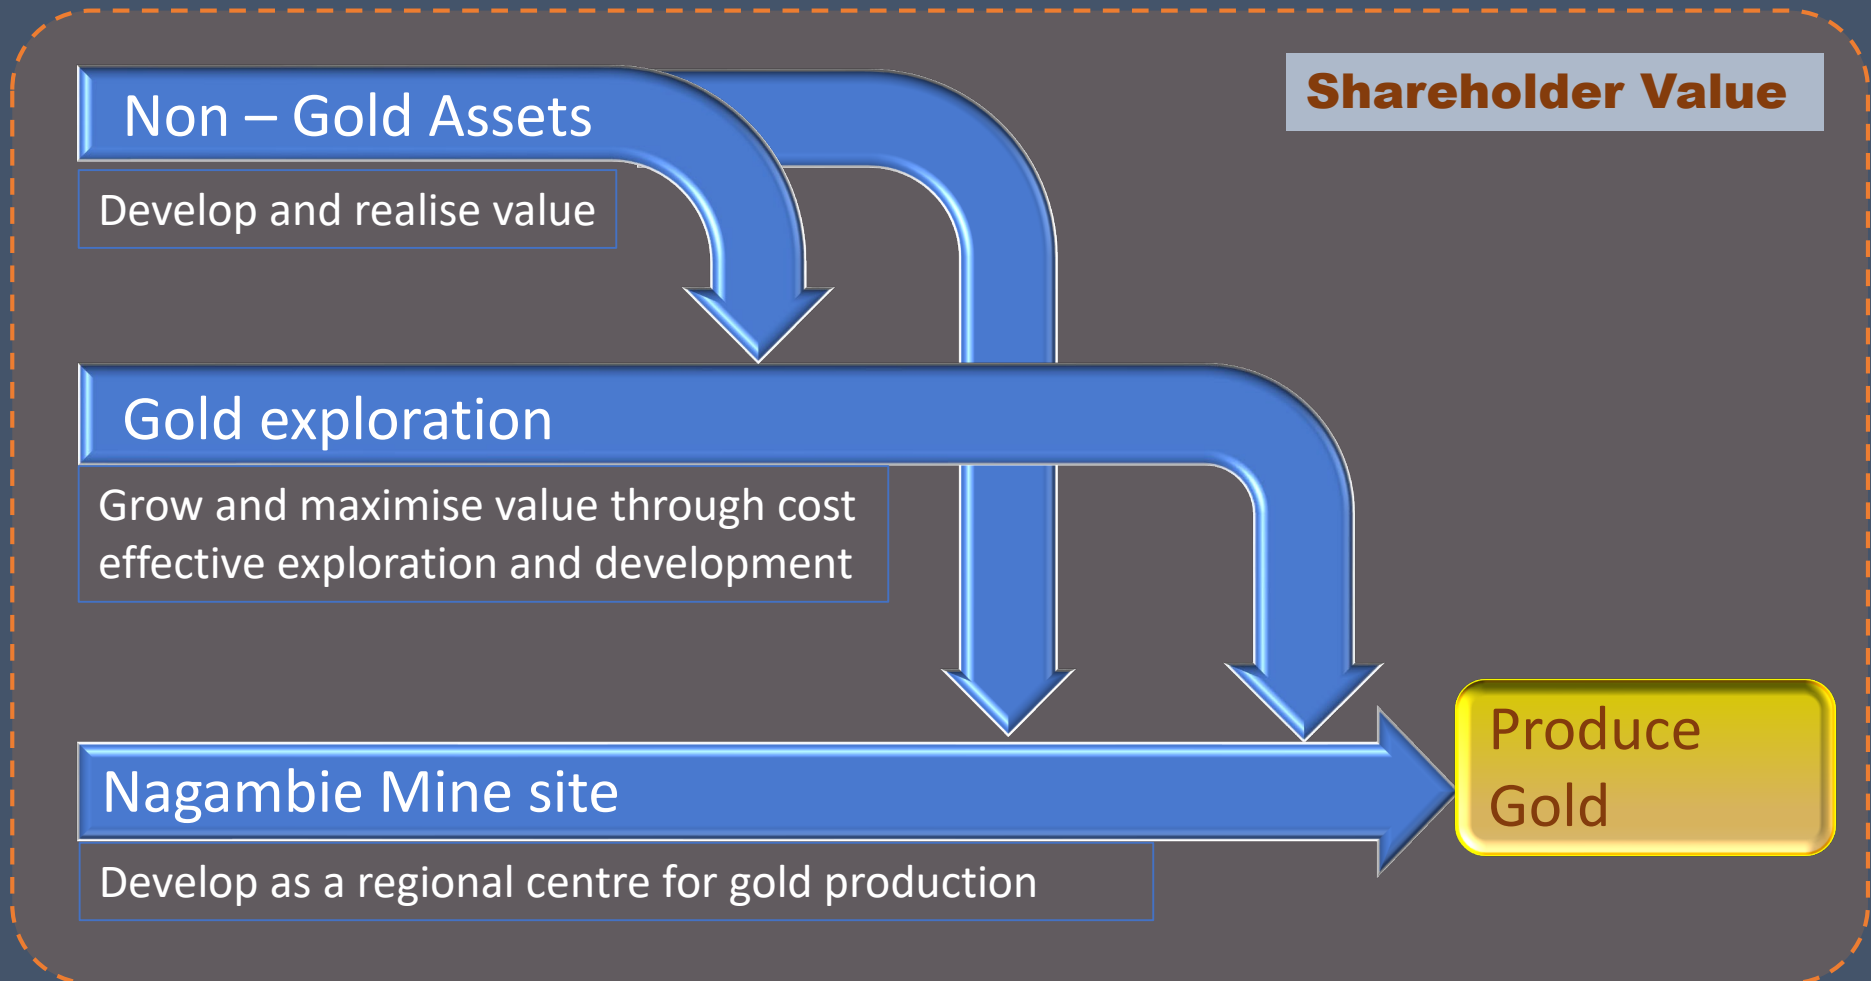 Shareholder Value
Non – Gold Assets
Develop and realise value
Gold exploration
Grow and maximise value through cost
effective exploration and development
Nagambie Mine site
Develop as a regional centre for gold production
Produce
Gold